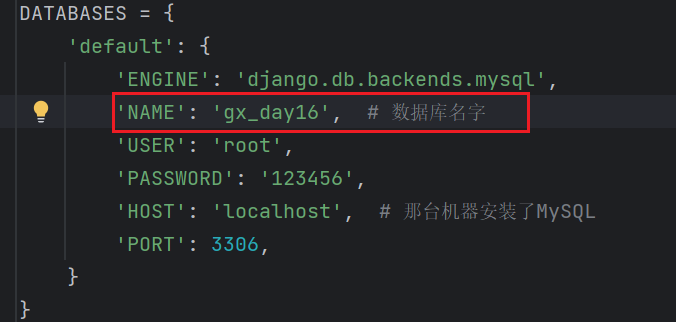 DATABASES = {
    'default': {
        'ENGINE': 'django.db.backends.mysql',
        'NAME': 'gx_day16',  # 数据库名字
        'USER': 'root',
        'PASSWORD': '123456',
        'HOST': 'localhost',  # 那台机器安装了MySQL
        'PORT': 3306,
    }
}